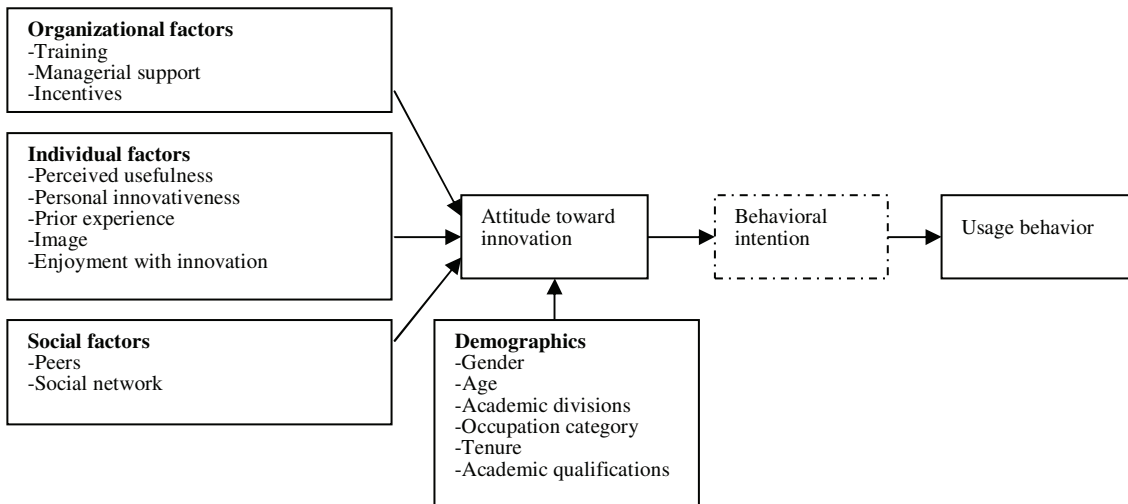 Organizational factors
-Training
-Managerial support
-Incentives
Individual factors
-Perceived usefulness
-Personal innovativeness
-Prior experience
-Image
-Enjoyment with innovation
Social factors
-Peers
-Social network
Attitude toward
innovation
Behavioral
intention
Usage behavior
Demographics
-Gender
-Age
-Academic divisions
-Occupation category
-Tenure
-Academic qualifications